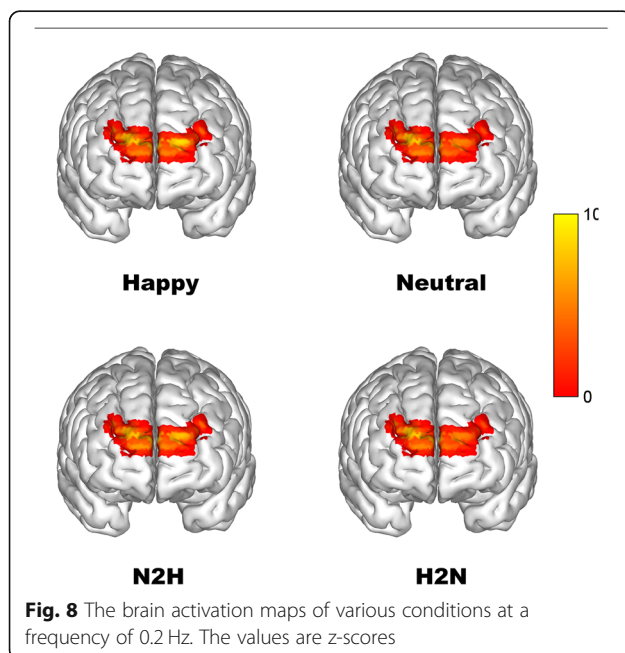 Happy
Neutral
10
0
N2H
H2N
Fig. 8 The brain activation maps of various conditions at a
frequency of 0.2 Hz. The values are z-scores